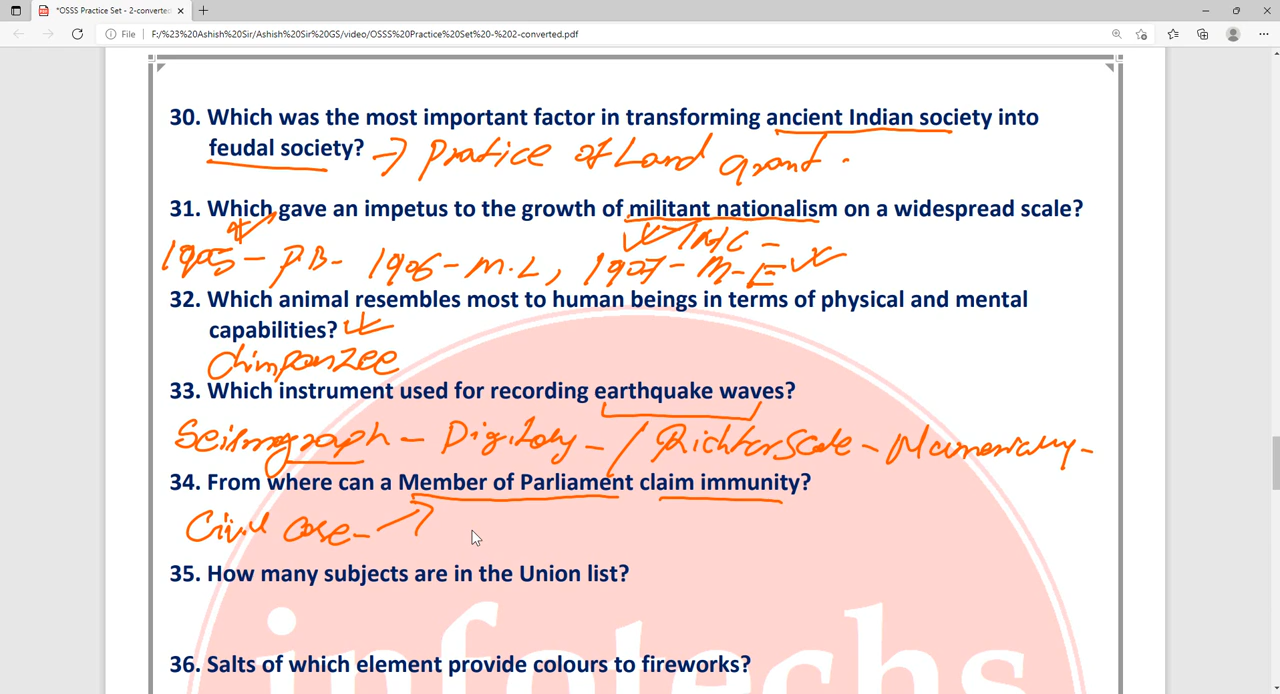 *OSSS Practice Set - 2-converted
File F:/%23%20Ashish%20Sir/Ashish%20Sir%20GS/video/OSSS%20Practice%20Set%20-%202-converted.pdf
30. Which was the most important factor in transforming ancient Indian society into
feudal society? → Pratice of Land grant.
31. Which gave an impetus to the growth of militant nationalism on a widespread scale?
INC -
1905 - P.B- 1906 - M.L, 1907 - M-E
32. Which animal resembles most to human beings in terms of physical and mental
capabilities?
Chimpanzee
33. Which instrument used for recording earthquake waves?
Seismograph - Digitaly - / Richter Scale -
34. From where can a Member of Parliament claim immunity?
Civil case -
35. How many subjects are in the Union list?
36. Salts of which element provide colours to fireworks?
infotechs